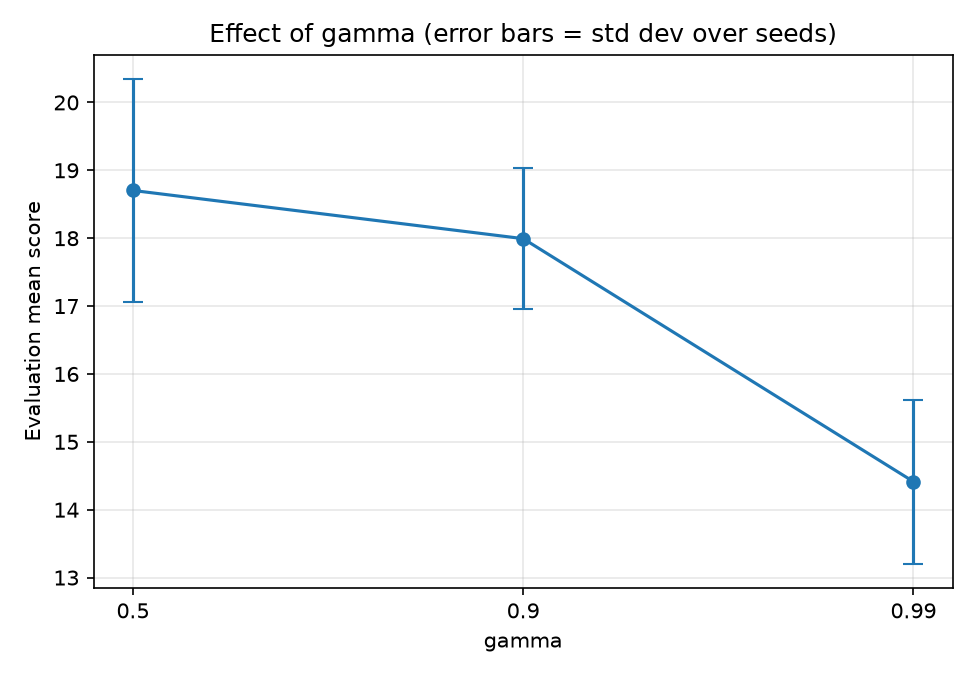 Effect of gamma (error bars = std dev over seeds)
Evaluation mean score
20
19
18
17
16
15
14
13
0.5 0.9 0.99
gamma